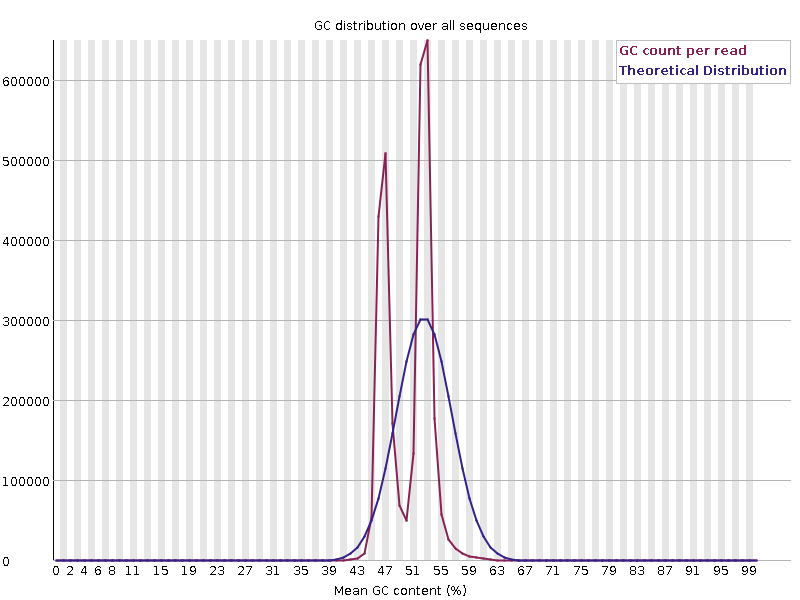 GC distribution over all sequences
GC count per read
Theoretical Distribution
600000
500000
400000
300000
200000
100000
0
0 2 4 6 8 11 15 19 23 27 31 35 39 43 47 51 55 59 63 67 71 75 79 83 87 91 95 99
Mean GC content (%)